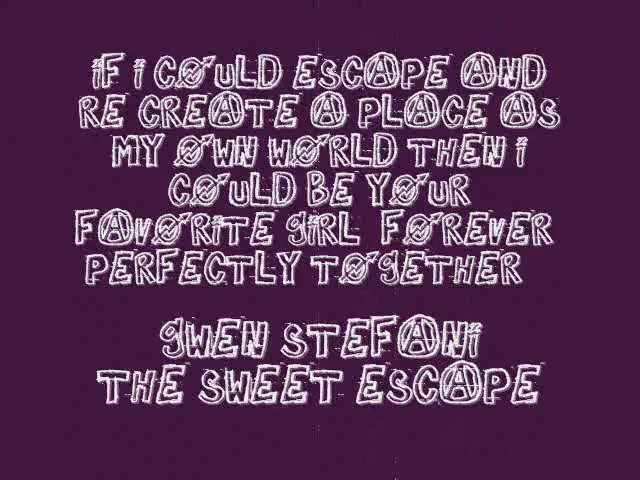 iF i COULD ESCAPE AND
RE CREATE A PLACE AS
MY OWN WORLD THEN i
COULD BE YOUR
FAVORiTE GiRL FOREVER
PERFECTLY TOGETHER
GWEN STEFANi
THE SWEET ESCAPE